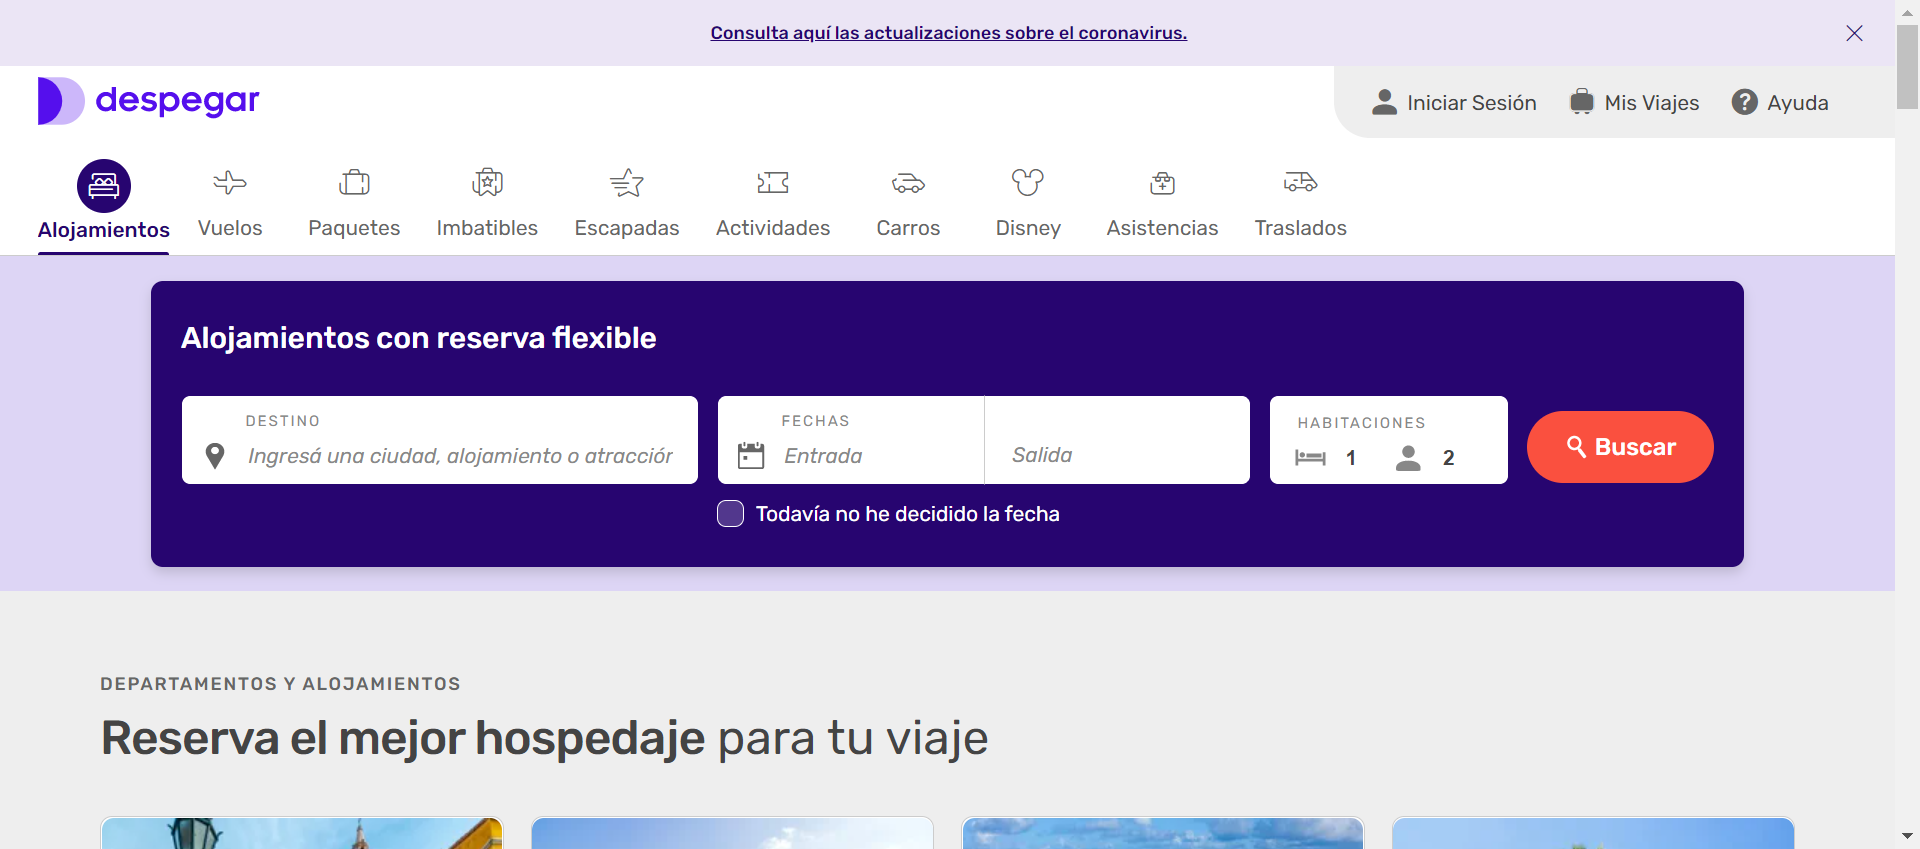 Consulta aquí las actualizaciones sobre el coronavirus.
despegar
Iniciar Sesión
Mis Viajes
Ayuda
Alojamientos
Vuelos
Paquetes
Imbatibles
Escapadas
Actividades
Carros
Disney
Asistencias
Traslados
Alojamientos con reserva flexible
DESTINO
Ingresá una ciudad, alojamiento o atracciór
FECHAS
Entrada
Salida
HABITACIONES
1
2
Buscar
Todavía no he decidido la fecha
DEPARTAMENTOS Y ALOJAMIENTOS
Reserva el mejor hospedaje para tu viaje